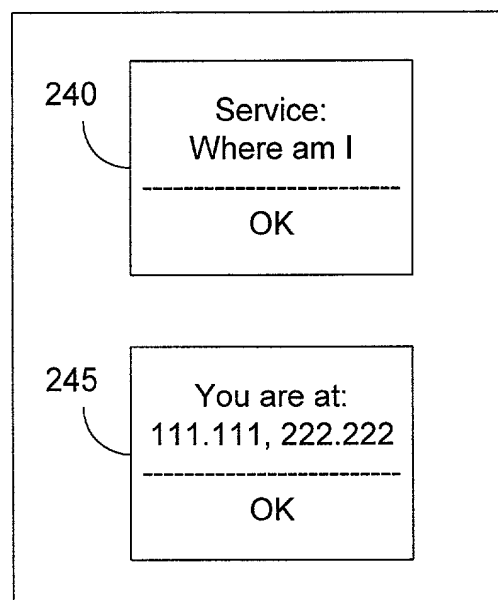 240
Service:
Where am I
OK
245
You are at:
111.111, 222.222
OK